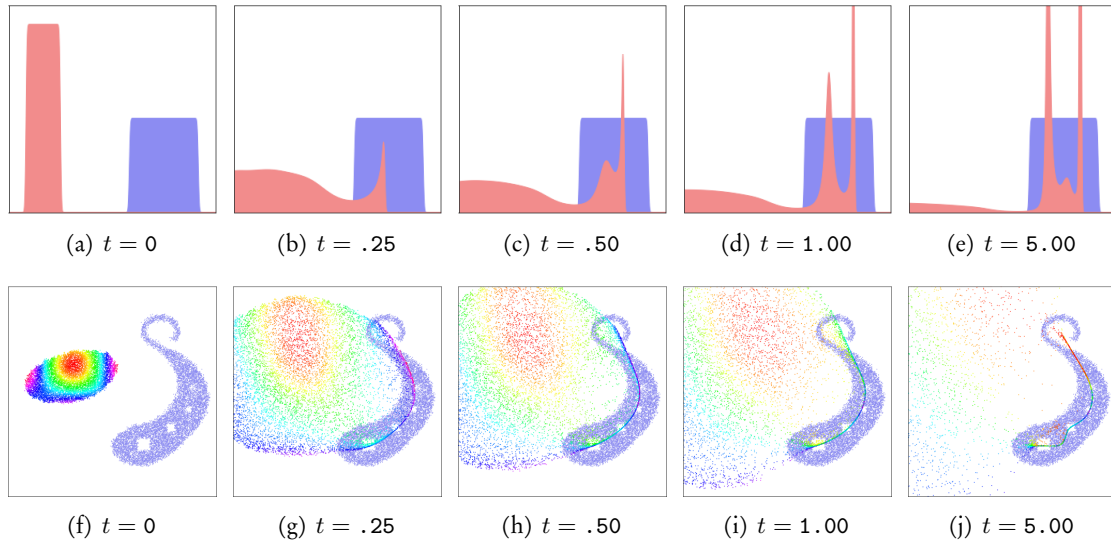 (a) t = 0 (b) t = .25 (c) t = .50 (d) t = 1.00 (e) t = 5.00
(f) t = 0 (g) t = .25 (h) t = .50 (i) t = 1.00 (j) t = 5.00